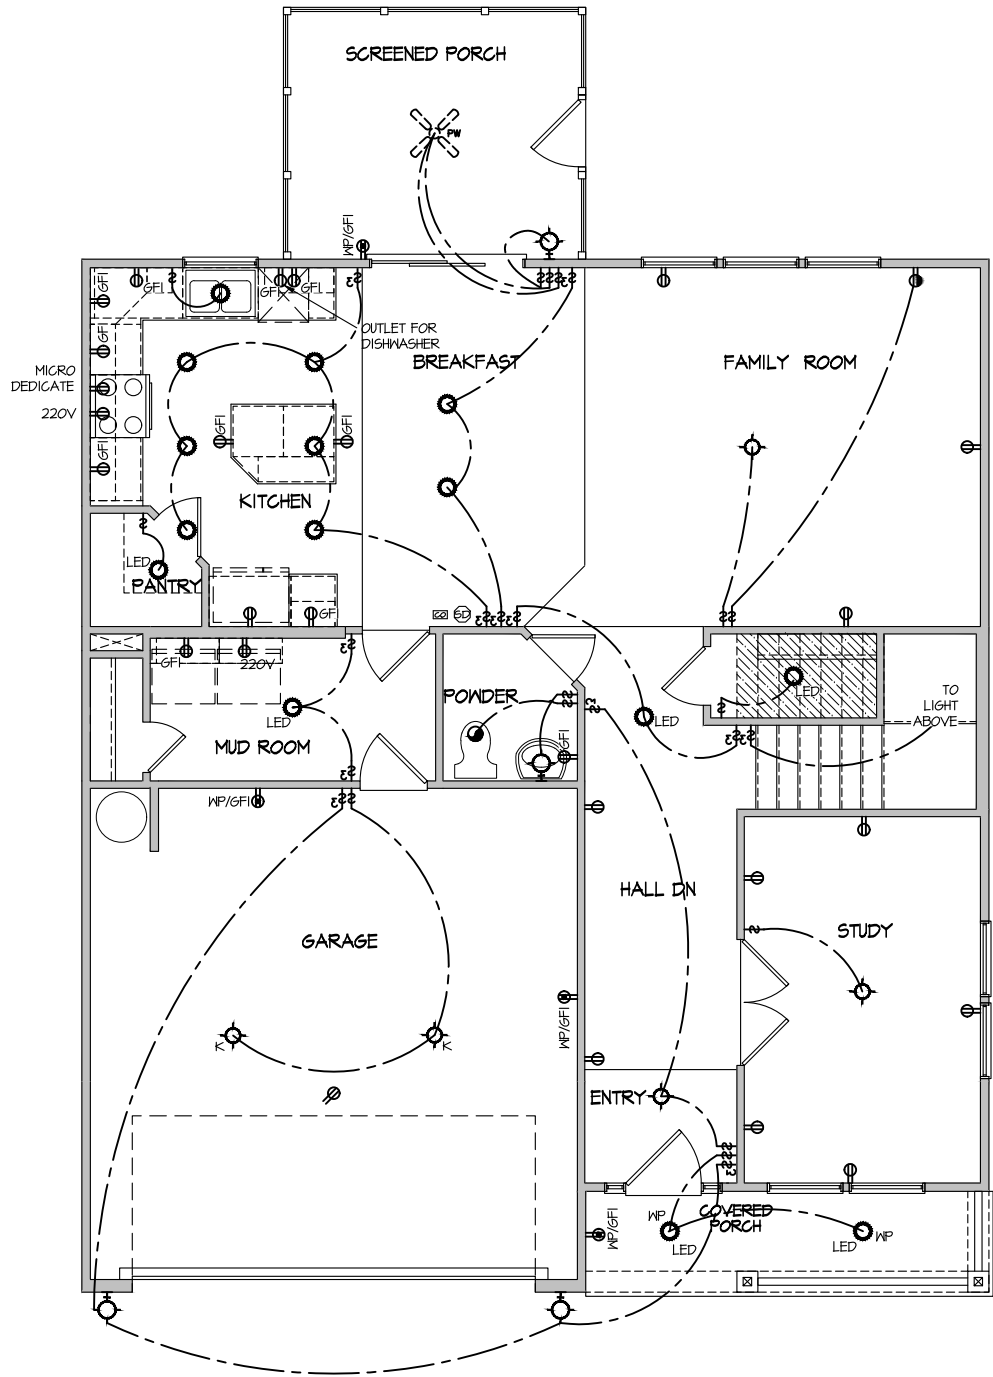 SCREENED PORCH
PW
WP/GFI
GFI
GFI
GFI
GFI
GFI
OUTLET FOR
DISHWASHER
BREAKFAST
FAMILY ROOM
MICRO
DEDICATE
220V
GFI
GFI
GFI
KITCHEN
LED
PANTRY
GFI
CO
SD
GFI
220V
POWDER
LED
LED
LED
TO
LIGHT
ABOVE
MUD ROOM
GFI
WP/GFI
HALL DN
STUDY
GARAGE
WP/GFI
K
K
ENTRY
WP/GFI
WP
COVERED
PORCH
LED
LED
WP